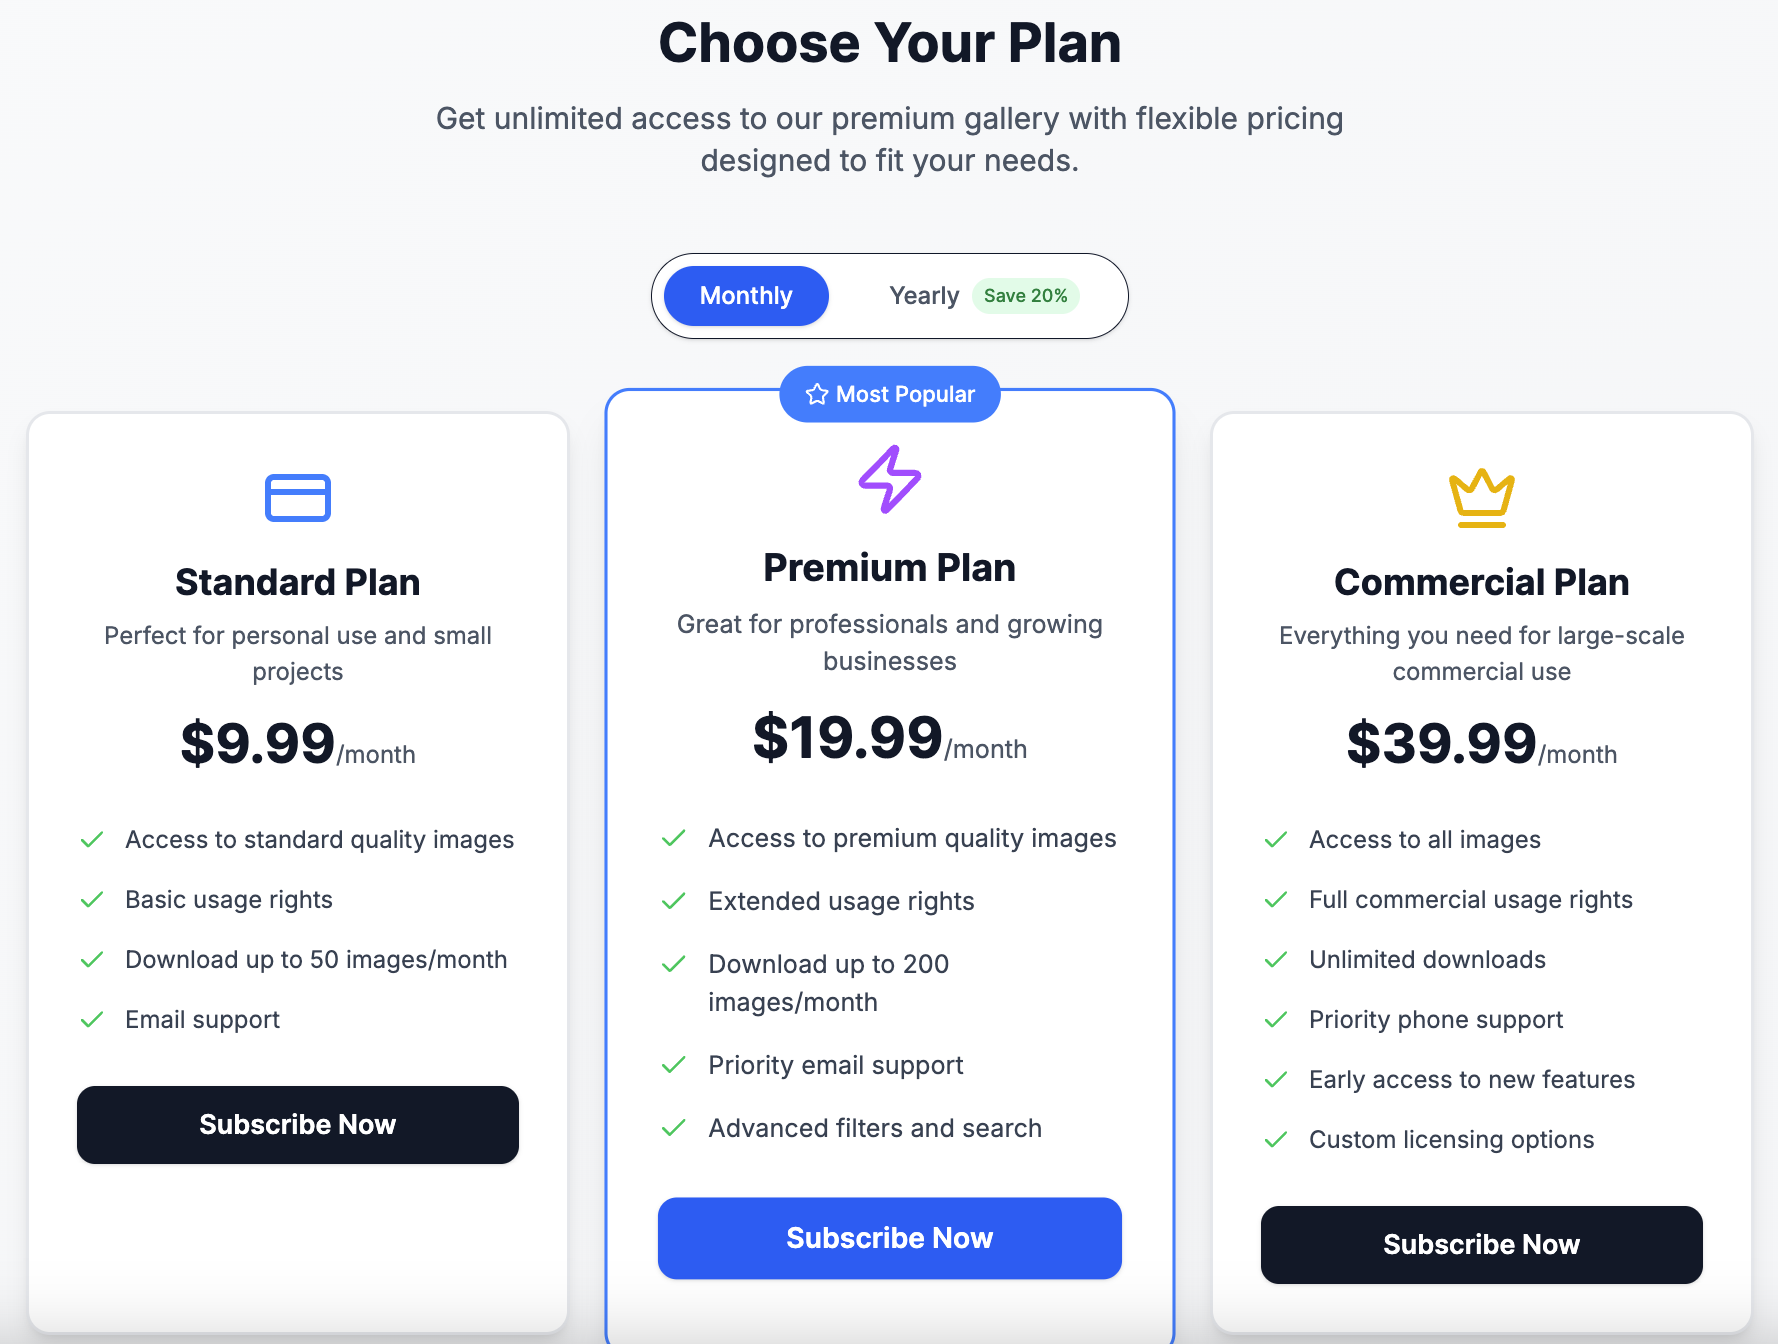 Choose Your Plan
Get unlimited access to our premium gallery with flexible pricing
designed to fit your needs.
Monthly
Yearly
Save 20%
Standard Plan
Perfect for personal use and small
projects
$9.99/month
Access to standard quality images
Basic usage rights
Download up to 50 images/month
Email support
Subscribe Now
Most Popular
Premium Plan
Great for professionals and growing
businesses
$19.99/month
Access to premium quality images
Extended usage rights
Download up to 200
images/month
Priority email support
Advanced filters and search
Subscribe Now
Commercial Plan
Everything you need for large-scale
commercial use
$39.99/month
Access to all images
Full commercial usage rights
Unlimited downloads
Priority phone support
Early access to new features
Custom licensing options
Subscribe Now